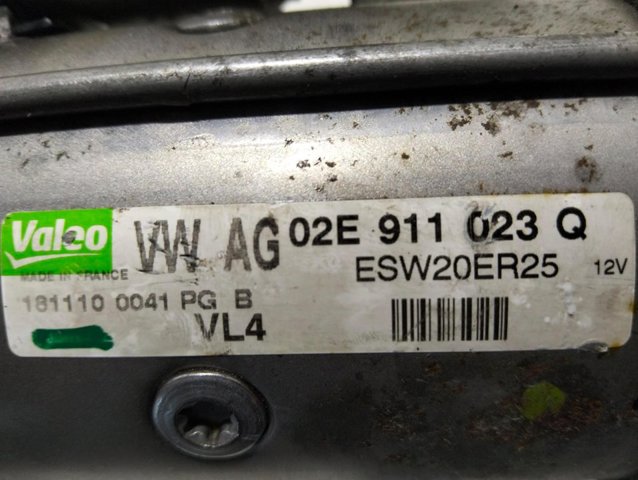 Valeo VW AG 02E 911 023 Q
MADE IN FRANCE ESW20ER25 12V
181110 0041 PG B
VL4